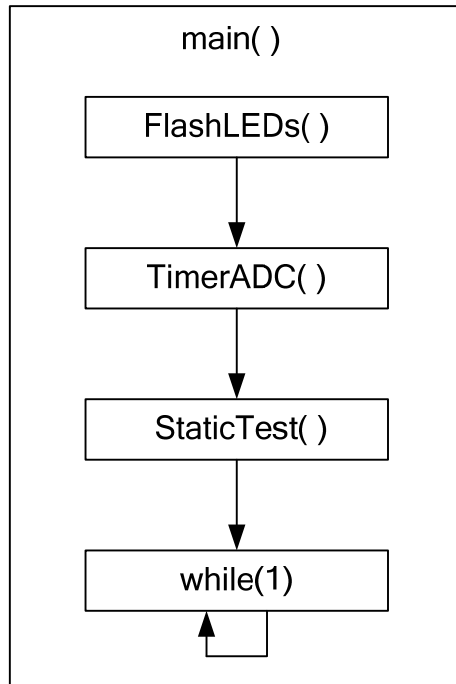 main( )
FlashLEDs( )
TimerADC( )
StaticTest( )
while(1)